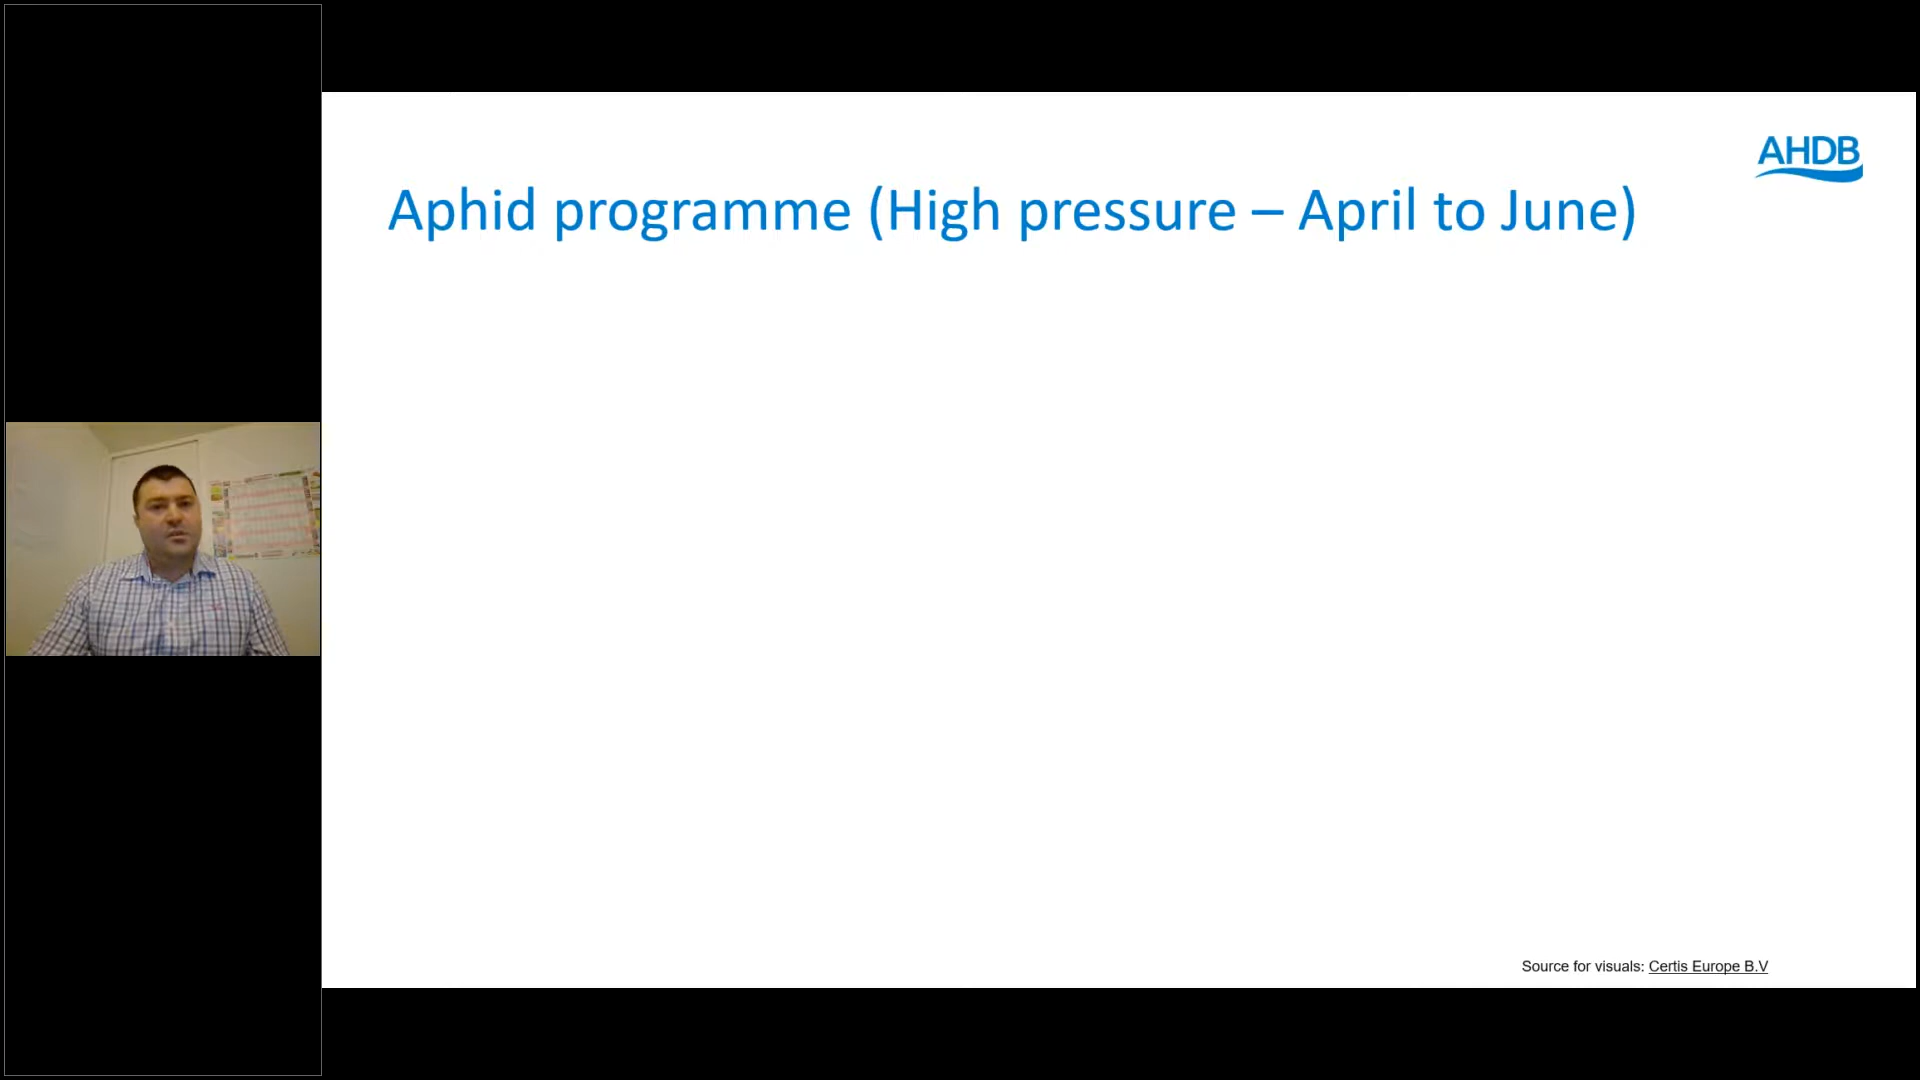 AHDB
Aphid programme (High pressure – April to June)
Source for visuals: Certis Europe B.V